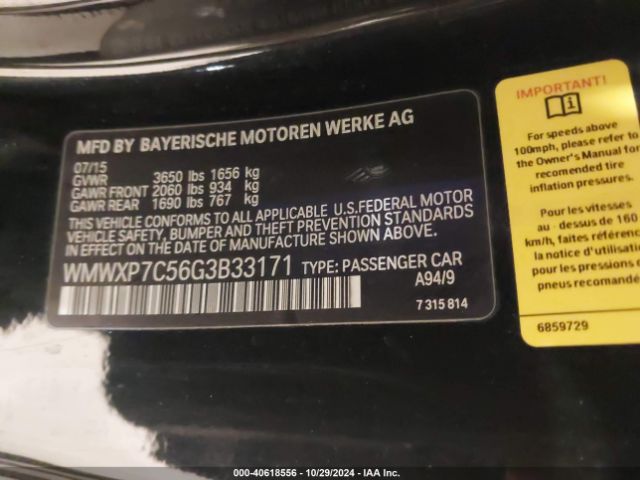 MFD BY BAYERISCHE MOTOREN WERKE AG
07/15
GVWR 3650 lbs 1656 kg
GAWR FRONT 2060 lbs 934 kg
GAWR REAR 1690 lbs 767 kg
THIS VEHICLE CONFORMS TO ALL APPLICABLE U.S.FEDERAL MOTOR
VEHICLE SAFETY, BUMPER AND THEFT PREVENTION STANDARDS
IN EFFECT ON THE DATE OF MANUFACTURE SHOWN ABOVE.
WMWXP7C56G3B33171 TYPE: PASSENGER CAR
A94/9
7 315 814
IMPORTANT!
For speeds above
100mph, please refer to
the Owner's Manual for
recomended tire
inflation pressures.
Pour les vitesses
au - dessus de 160
km/h, faites référence
à la notice d'utilisation
pour les pressions de
pneus.
6859729
000-40618556 - 10/29/2024 - IAA Inc.